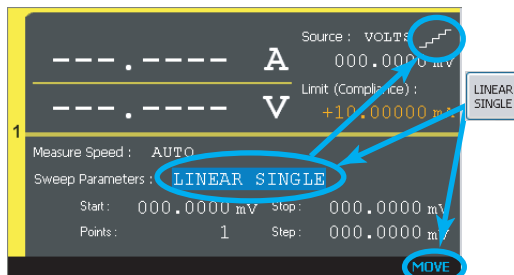 Source : VOLTS
---.---- A 000.0000 mV
Limit (Compliance) :
---.---- V +10.00000 mA
LINEAR
SINGLE
1
Measure Speed : AUTO
Sweep Parameters : LINEAR SINGLE
Start : 000.0000 mV Stop : 000.0000 mV
Points : 1 Step : 000.0000 mV
MOVE